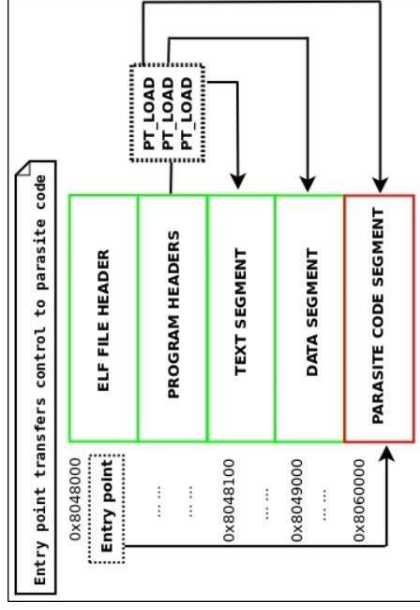 Entry point transfers control to parasite code
0x8048000
Entry point
ELF FILE HEADER
.....
.....
PROGRAM HEADERS
PT_LOAD
PT_LOAD
PT_LOAD
0x8048100
TEXT SEGMENT
.....
0x8049000
DATA SEGMENT
.....
0x8060000
PARASITE CODE SEGMENT